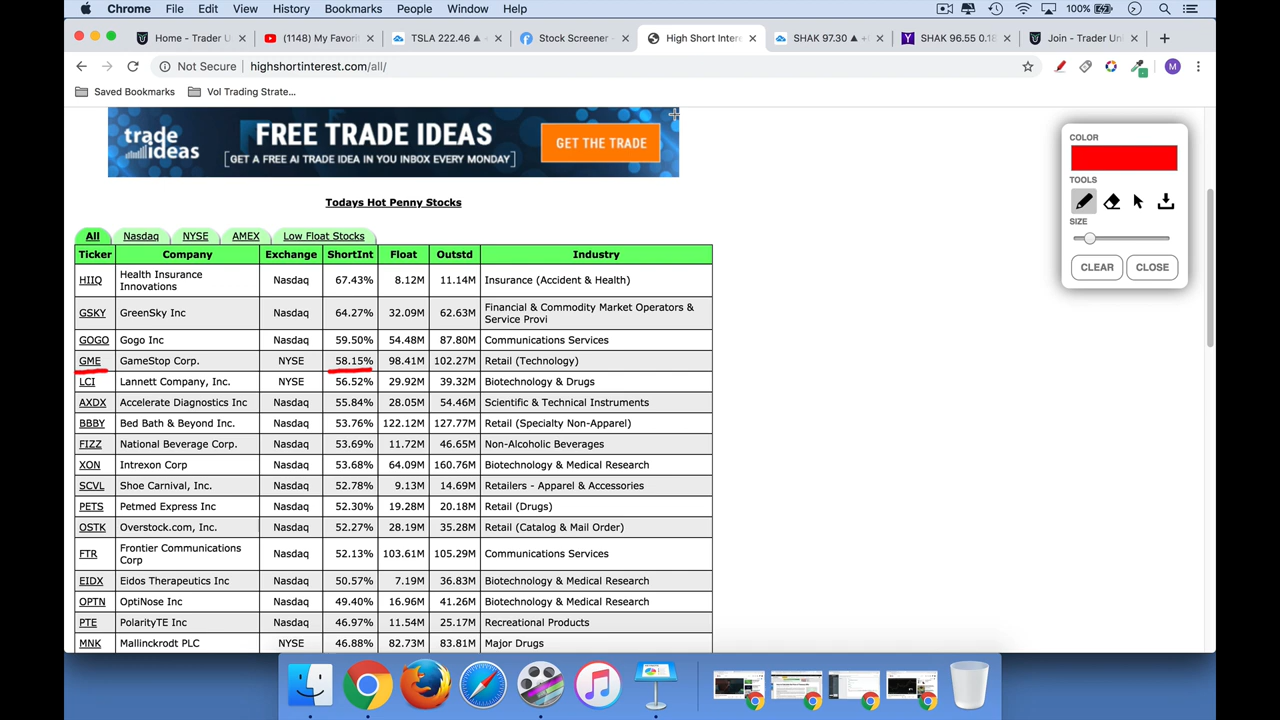 Chrome File Edit View History Bookmarks People Window Help 100%
Home - Trader U (1148) My Favorit TSLA 222.46 Stock Screener - High Short Inter SHAK 97.30 SHAK 96.55 0.18 Join - Trader Un
Not Secure highshortinterest.com/all/ M
Saved Bookmarks Vol Trading Strate...
trade ideas FREE TRADE IDEAS GET THE TRADE
[GET A FREE AI TRADE IDEA IN YOU INBOX EVERY MONDAY]
Todays Hot Penny Stocks
All Nasdaq NYSE AMEX Low Float Stocks
Ticker Company Exchange ShortInt Float Outstd Industry
HIIQ Health Insurance Innovations Nasdaq 67.43% 8.12M 11.14M Insurance (Accident & Health)
GSKY GreenSky Inc Nasdaq 64.27% 32.09M 62.63M Financial & Commodity Market Operators & Service Provi
GOGO Gogo Inc Nasdaq 59.50% 54.48M 87.80M Communications Services
GME GameStop Corp. NYSE 58.15% 98.41M 102.27M Retail (Technology)
LCI Lannett Company, Inc. NYSE 56.52% 29.92M 39.32M Biotechnology & Drugs
AXDX Accelerate Diagnostics Inc Nasdaq 55.84% 28.05M 54.46M Scientific & Technical Instruments
BBBY Bed Bath & Beyond Inc. Nasdaq 53.76% 122.12M 127.77M Retail (Specialty Non-Apparel)
FIZZ National Beverage Corp. Nasdaq 53.69% 11.72M 46.65M Non-Alcoholic Beverages
XON Intrexon Corp Nasdaq 53.68% 64.09M 160.76M Biotechnology & Medical Research
SCVL Shoe Carnival, Inc. Nasdaq 52.78% 9.13M 14.69M Retailers - Apparel & Accessories
PETS Petmed Express Inc Nasdaq 52.30% 19.28M 20.18M Retail (Drugs)
OSTK Overstock.com, Inc. Nasdaq 52.27% 28.19M 35.28M Retail (Catalog & Mail Order)
FTR Frontier Communications Corp Nasdaq 52.13% 103.61M 105.29M Communications Services
EIDX Eidos Therapeutics Inc Nasdaq 50.57% 7.19M 36.83M Biotechnology & Medical Research
OPTN OptiNose Inc Nasdaq 49.40% 16.96M 41.26M Biotechnology & Medical Research
PTE PolarityTE Inc Nasdaq 46.97% 11.54M 25.17M Recreational Products
MNK Mallinckrodt PLC NYSE 46.88% 82.73M 83.81M Major Drugs
COLOR
TOOLS
SIZE
CLEAR CLOSE